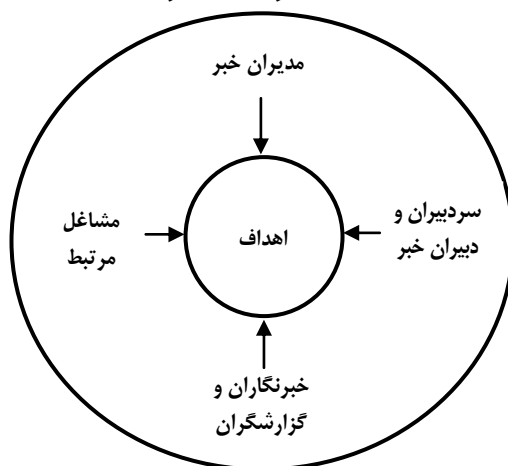 مدیران خبر
سردبیران و
دبیران خبر
اهداف
مشاغل
مرتبط
خبرنگاران و
گزارشگران